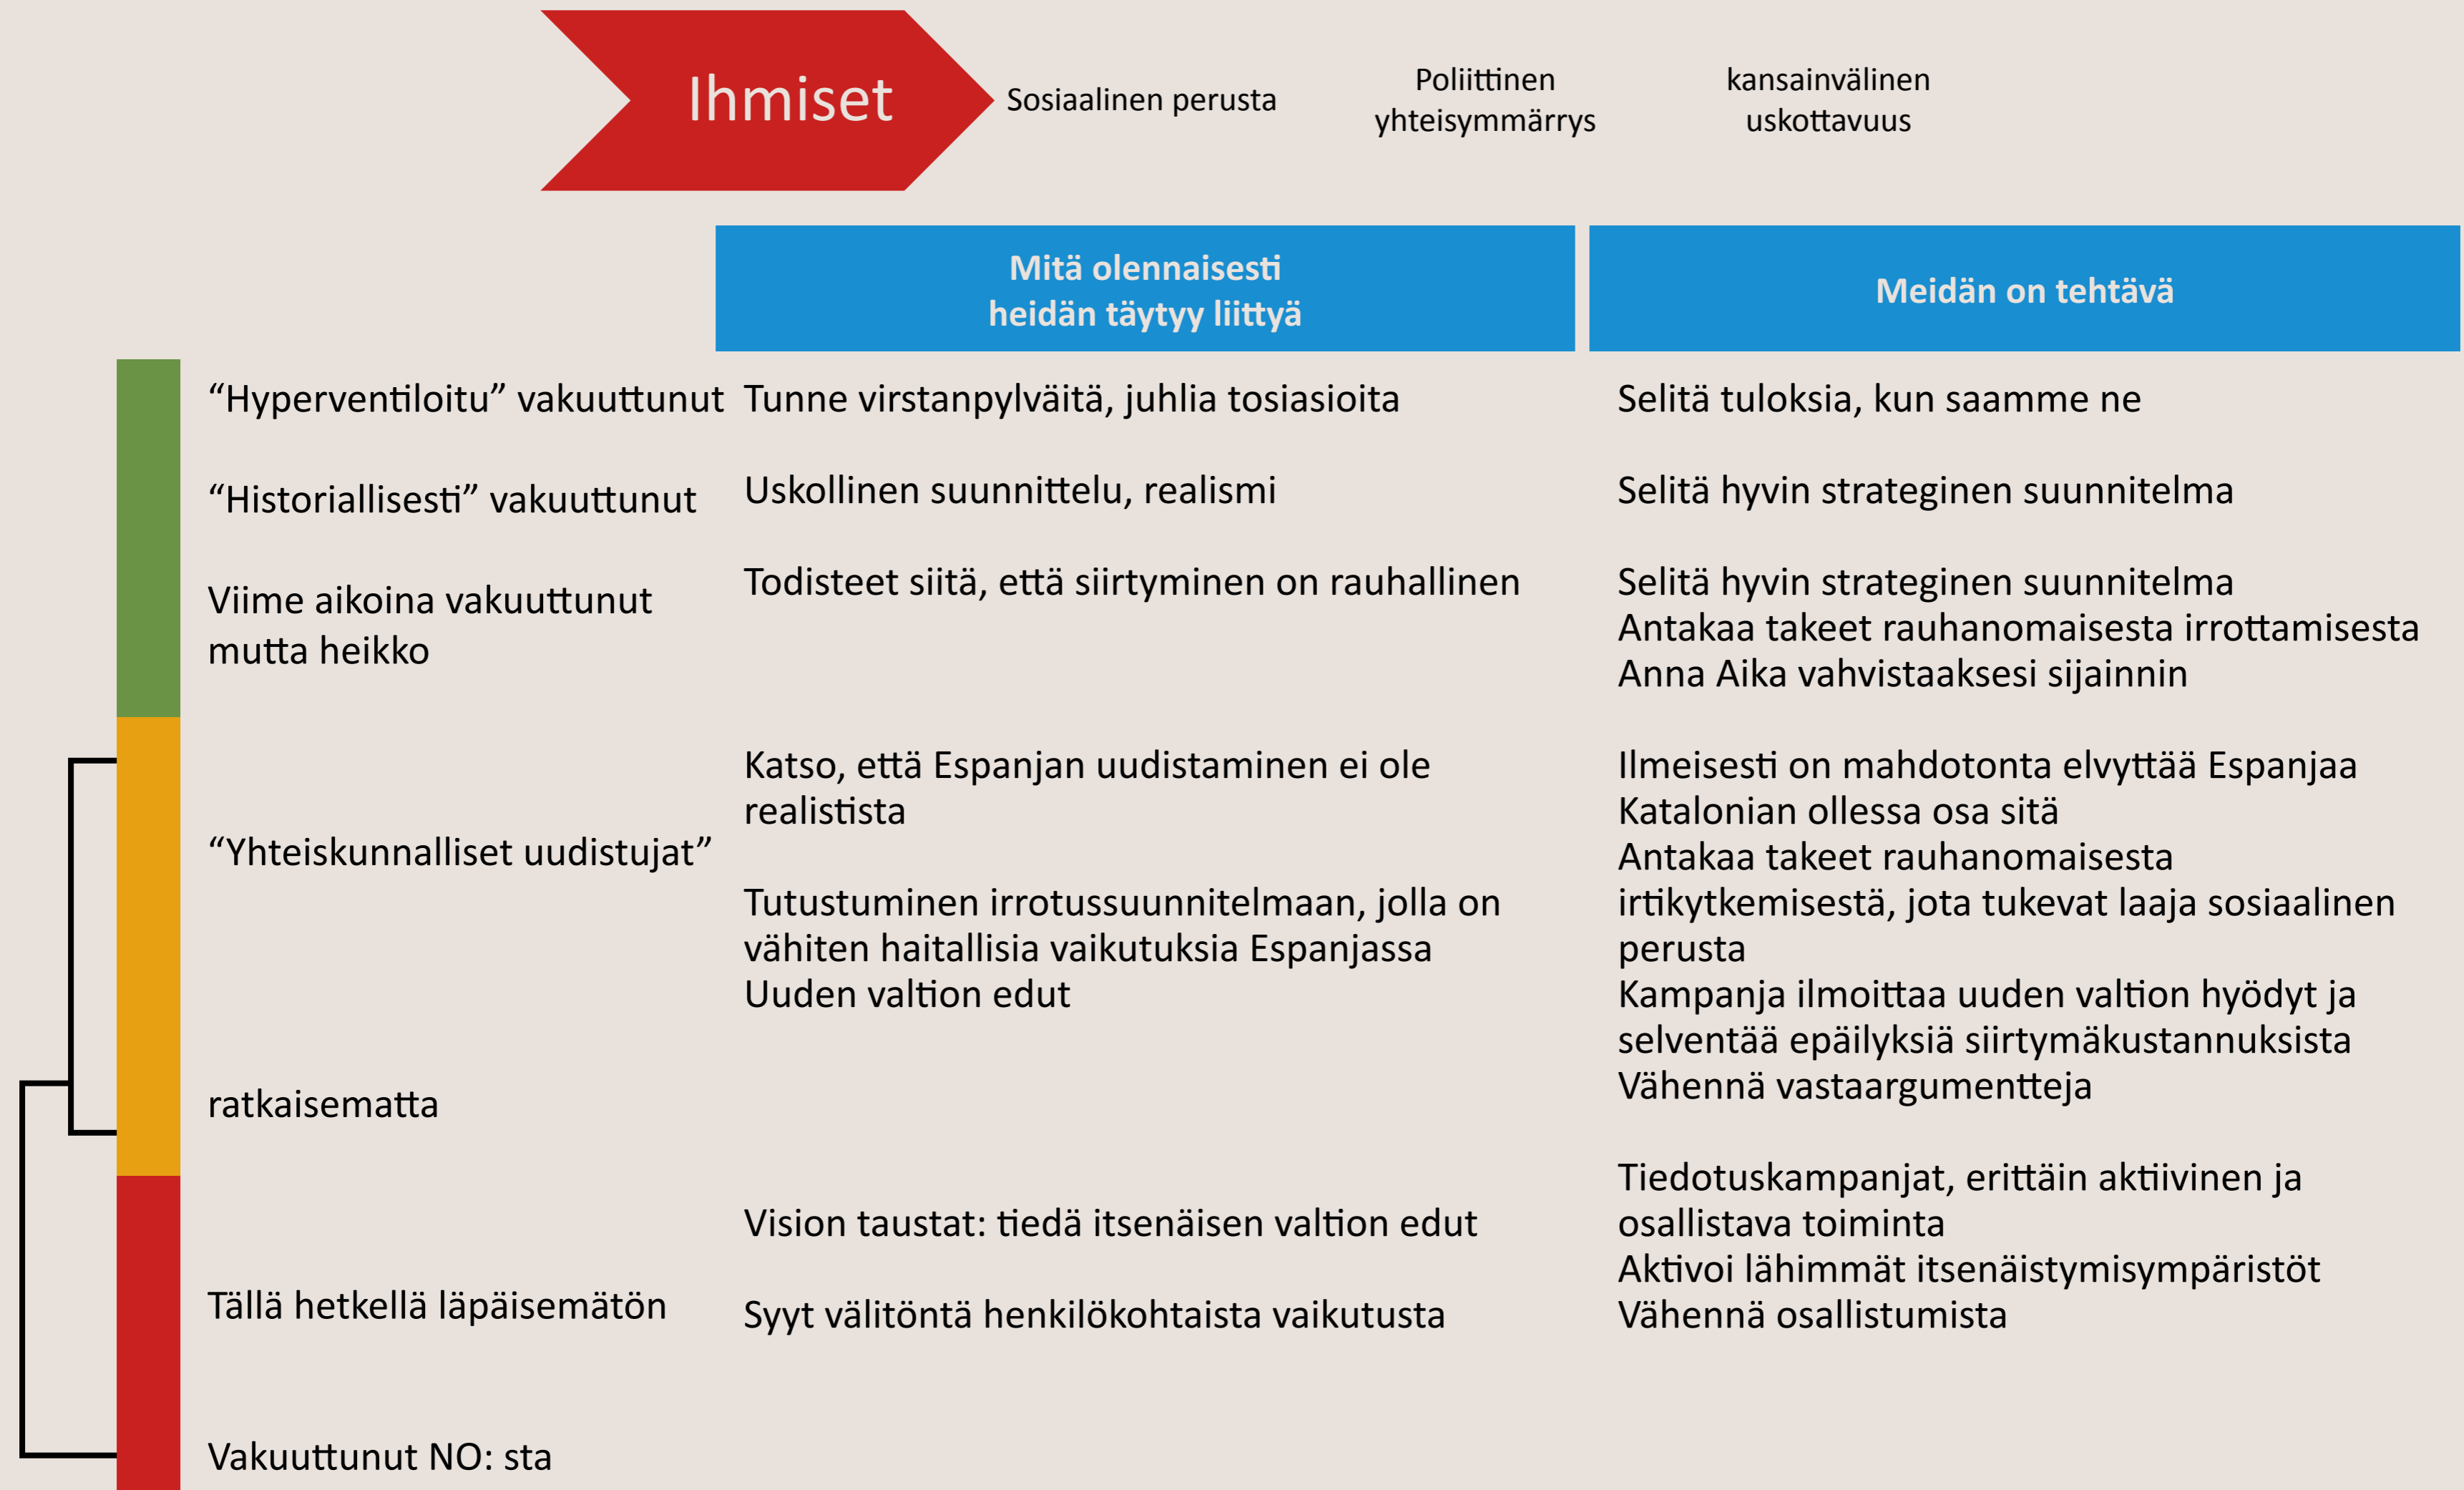 Ihmiset
Sosiaalinen perusta
Poliittinen
yhteisymmärrys
kansainvälinen
uskottavuus
Mitä olennaisesti
heidän täytyy liittyä
Meidän on tehtävä
“Hyperventiloitu” vakuuttunut
“Historiallisesti” vakuuttunut
Viime aikoina vakuuttunut
mutta heikko
“Yhteiskunnalliset uudistujat”
ratkaisematta
Tällä hetkellä läpäisemätön
Vakuuttunut NO: sta
Tunne virstanpylväitä, juhlia tosiasioita
Uskollinen suunnittelu, realismi
Todisteet siitä, että siirtyminen on rauhallinen
Katso, että Espanjan uudistaminen ei ole
realistista
Tutustuminen irrotussuunnitelmaan, jolla on
vähiten haitallisia vaikutuksia Espanjassa
Uuden valtion edut
Vision taustat: tiedä itsenäisen valtion edut
Syyt välitöntä henkilökohtaista vaikutusta
Selitä tuloksia, kun saamme ne
Selitä hyvin strateginen suunnitelma
Selitä hyvin strateginen suunnitelma
Antakaa takeet rauhanomaisesta irrottamisesta
Anna Aika vahvistaaksesi sijainnin
Ilmeisesti on mahdotonta elvyttää Espanjaa
Katalonian ollessa osa sitä
Antakaa takeet rauhanomaisesta
irtikytkemisestä, jota tukevat laaja sosiaalinen
perusta
Kampanja ilmoittaa uuden valtion hyödyt ja
selventää epäilyksiä siirtymäkustannuksista
Vähennä vastaargumentteja
Tiedotuskampanjat, erittäin aktiivinen ja
osallistava toiminta
Aktivoi lähimmät itsenäistymisympäristöt
Vähennä osallistumista